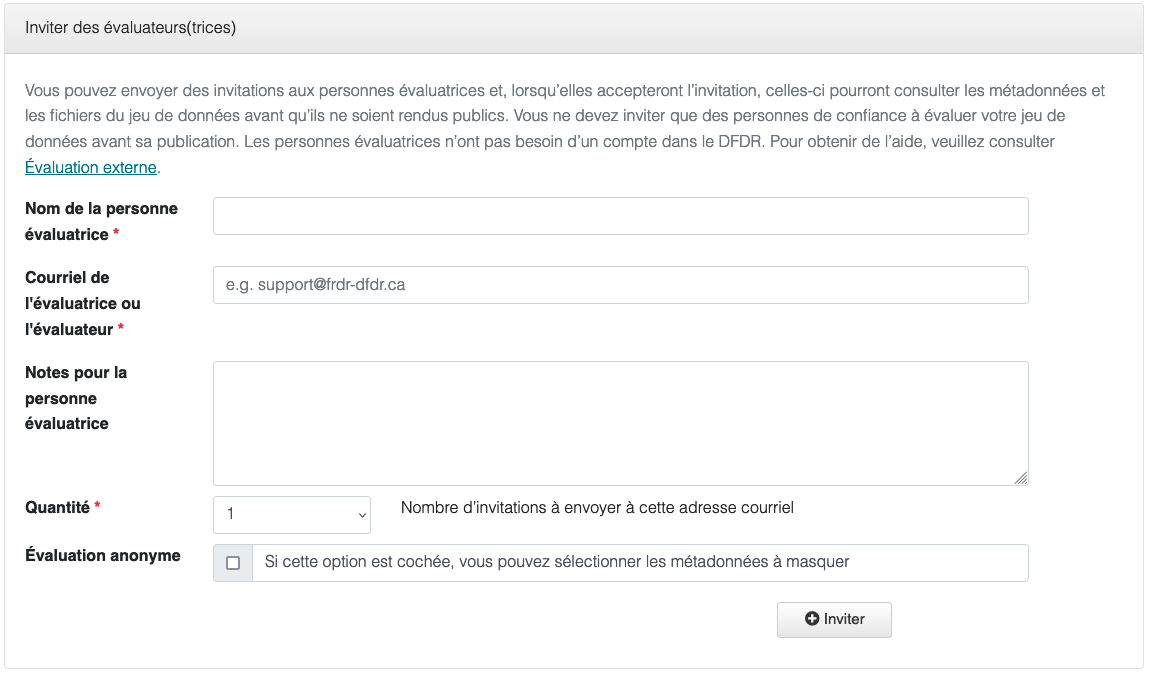 Inviter des évaluateurs(trices)
Vous pouvez envoyer des invitations aux personnes évaluatrices et, lorsqu’elles accepteront l’invitation, celles-ci pourront consulter les métadonnées et
les fichiers du jeu de données avant qu’ils ne soient rendus publics. Vous ne devez inviter que des personnes de confiance à évaluer votre jeu de
données avant sa publication. Les personnes évaluatrices n’ont pas besoin d’un compte dans le DFDR. Pour obtenir de l’aide, veuillez consulter
Évaluation externe.
Nom de la personne
évaluatrice *
Courriel de
l'évaluatrice ou
l'évaluateur *
e.g. support@frdr-dfdr.ca
Notes pour la
personne
évaluatrice
Quantité *
1
Nombre d’invitations à envoyer à cette adresse courriel
Évaluation anonyme
Si cette option est cochée, vous pouvez sélectionner les métadonnées à masquer
Inviter